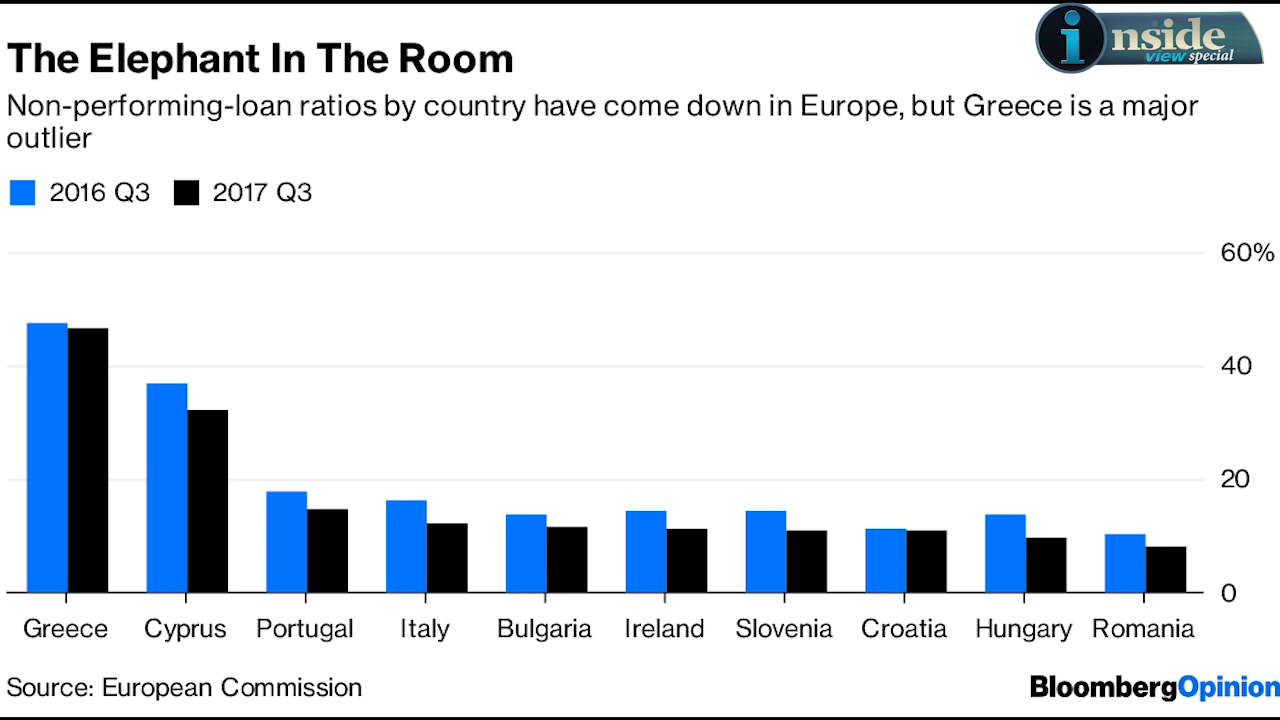 inside
view special
The Elephant In The Room
Non-performing-loan ratios by country have come down in Europe, but Greece is a major
outlier
2016 Q3 2017 Q3
60%
40
20
0
Greece Cyprus Portugal Italy Bulgaria Ireland Slovenia Croatia Hungary Romania
Source: European Commission
BloombergOpinion